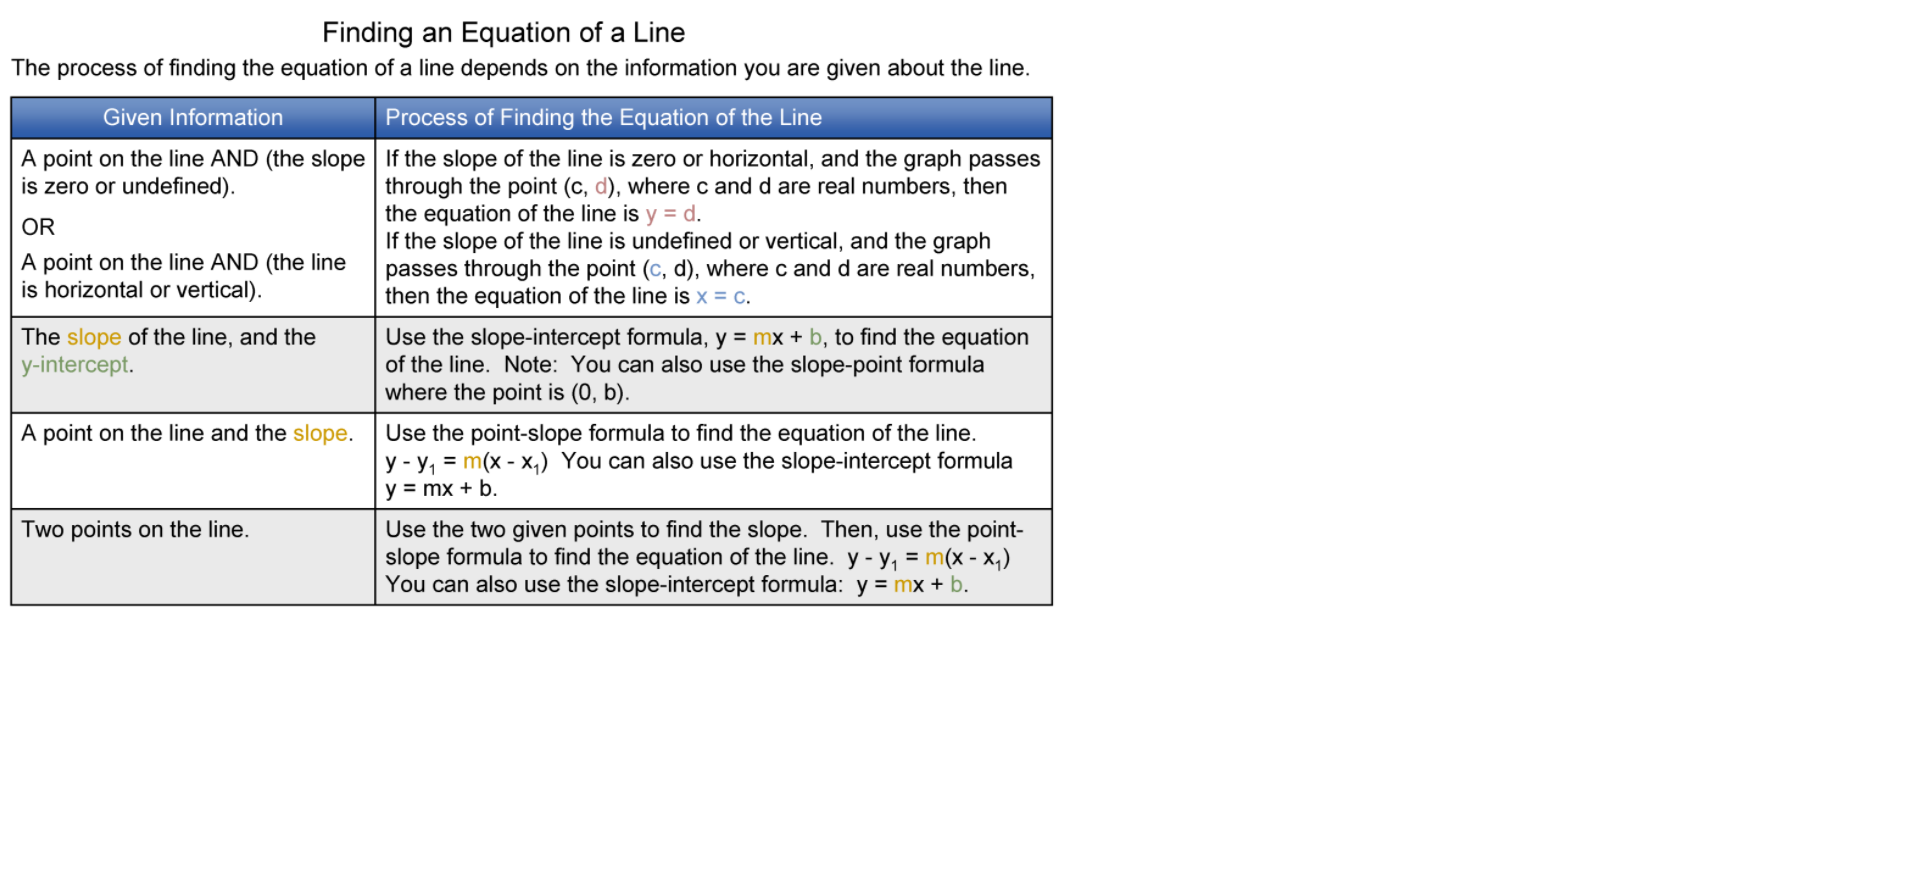 Finding an Equation of a Line
The process of finding the equation of a line depends on the information you are given about the line.
Given Information
Process of Finding the Equation of the Line
A point on the line AND (the slope
is zero or undefined).
OR
A point on the line AND (the line
is horizontal or vertical).
If the slope of the line is zero or horizontal, and the graph passes
through the point (c, d), where c and d are real numbers, then
the equation of the line is y = d.
If the slope of the line is undefined or vertical, and the graph
passes through the point (c, d), where c and d are real numbers,
then the equation of the line is x = c.
The slope of the line, and the
y-intercept.
Use the slope-intercept formula, y = mx + b, to find the equation
of the line.  Note:  You can also use the slope-point formula
where the point is (0, b).
A point on the line and the slope.
Use the point-slope formula to find the equation of the line.
y - y₁ = m(x - x₁)  You can also use the slope-intercept formula
y = mx + b.
Two points on the line.
Use the two given points to find the slope.  Then, use the point-
slope formula to find the equation of the line.  y - y₁ = m(x - x₁)
You can also use the slope-intercept formula:  y = mx + b.